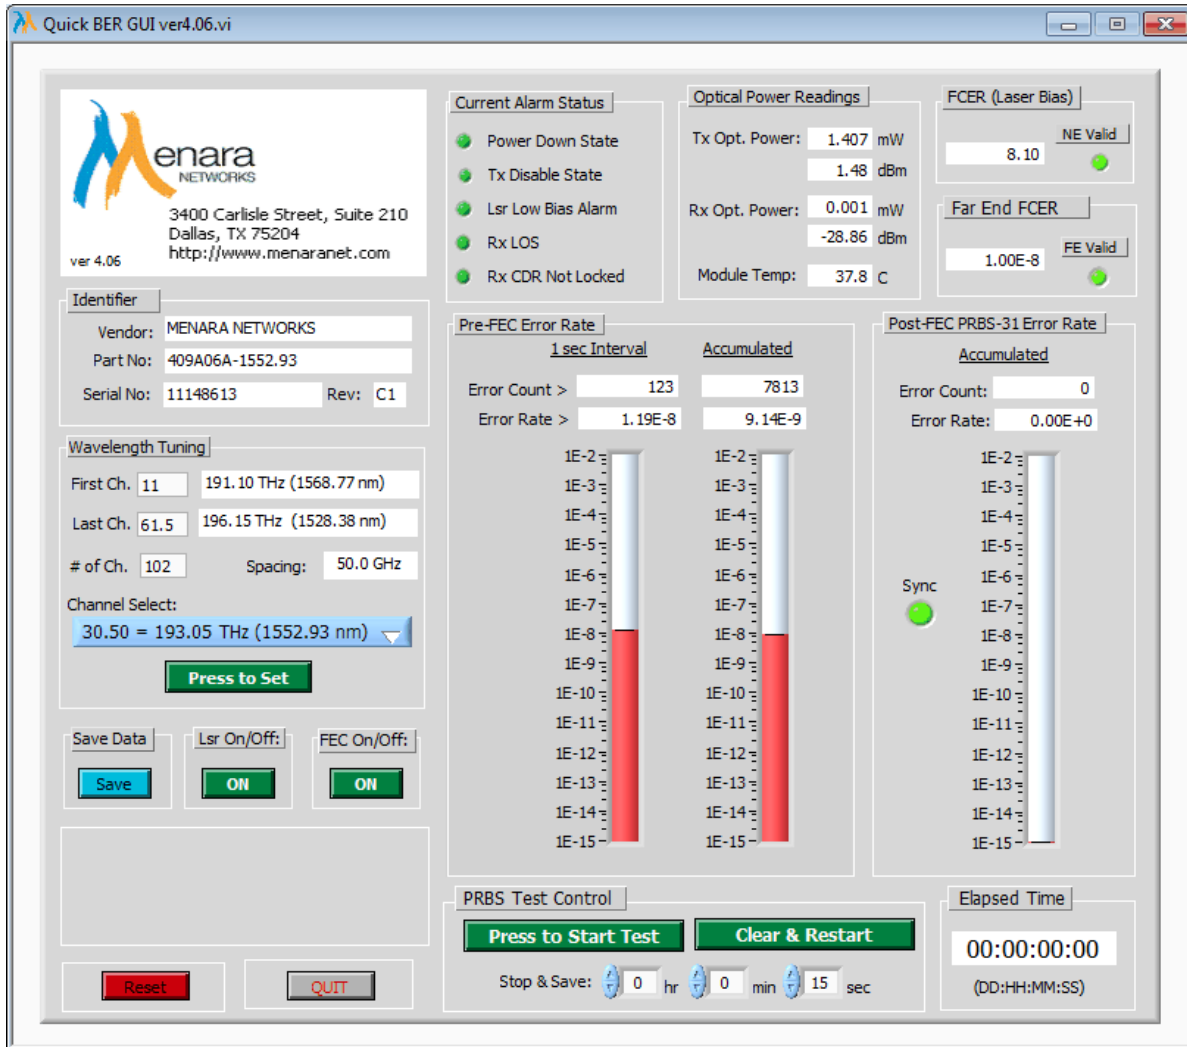 Quick BER GUI ver4.06.vi
Menara
NETWORKS
3400 Carlisle Street, Suite 210
Dallas, TX 75204
http://www.menaranet.com
ver 4.06
Identifier
Vendor: MENARA NETWORKS
Part No: 409A06A-1552.93
Serial No: 11148613 Rev: C1
Wavelength Tuning
First Ch. 11 191.10 THz (1568.77 nm)
Last Ch. 61.5 196.15 THz (1528.38 nm)
# of Ch. 102 Spacing: 50.0 GHz
Channel Select:
30.50 = 193.05 THz (1552.93 nm)
Press to Set
Save Data
Save
Lsr On/Off:
ON
FEC On/Off:
ON
Reset
QUIT
Current Alarm Status
Power Down State
Tx Disable State
Lsr Low Bias Alarm
Rx LOS
Rx CDR Not Locked
Optical Power Readings
Tx Opt. Power: 1.407 mW
1.48 dBm
Rx Opt. Power: 0.001 mW
-28.86 dBm
Module Temp: 37.8 C
FCER (Laser Bias)
NE Valid
8.10
Far End FCER
FE Valid
1.00E-8
Pre-FEC Error Rate
1 sec Interval Accumulated
Error Count > 123 7813
Error Rate > 1.19E-8 9.14E-9
1E-2 1E-2
1E-3 1E-3
1E-4 1E-4
1E-5 1E-5
1E-6 1E-6
1E-7 1E-7
1E-8 1E-8
1E-9 1E-9
1E-10 1E-10
1E-11 1E-11
1E-12 1E-12
1E-13 1E-13
1E-14 1E-14
1E-15 1E-15
Post-FEC PRBS-31 Error Rate
Accumulated
Error Count: 0
Error Rate: 0.00E+0
Sync
1E-2
1E-3
1E-4
1E-5
1E-6
1E-7
1E-8
1E-9
1E-10
1E-11
1E-12
1E-13
1E-14
1E-15
PRBS Test Control
Press to Start Test Clear & Restart
Stop & Save: 0 hr 0 min 15 sec
Elapsed Time
00:00:00:00
(DD:HH:MM:SS)